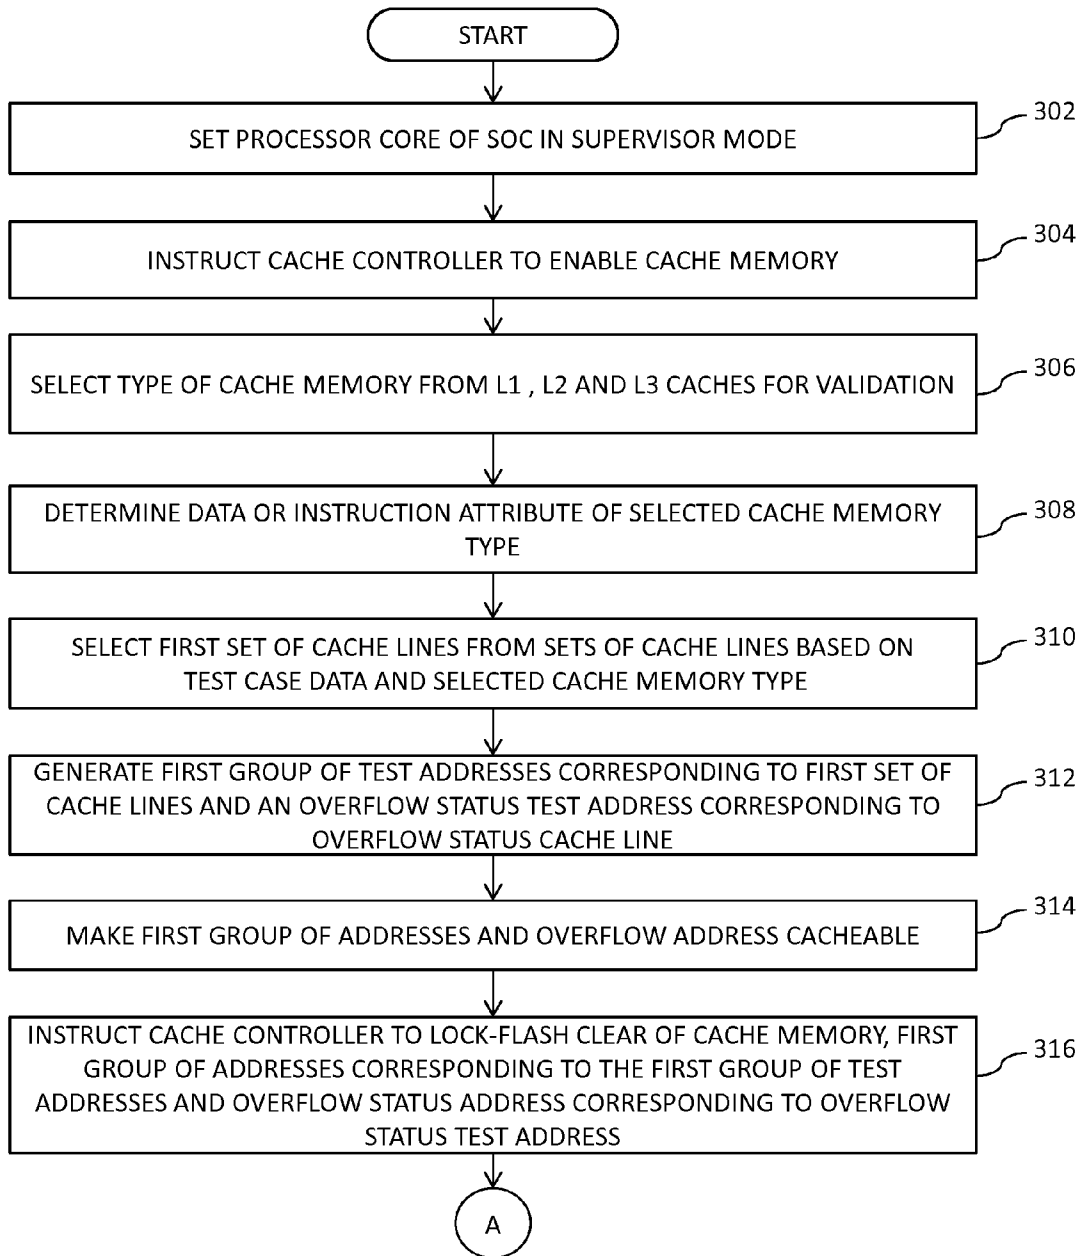 START
SET PROCESSOR CORE OF SOC IN SUPERVISOR MODE
302
INSTRUCT CACHE CONTROLLER TO ENABLE CACHE MEMORY
304
SELECT TYPE OF CACHE MEMORY FROM L1 , L2 AND L3 CACHES FOR VALIDATION
306
DETERMINE DATA OR INSTRUCTION ATTRIBUTE OF SELECTED CACHE MEMORY
TYPE
308
SELECT FIRST SET OF CACHE LINES FROM SETS OF CACHE LINES BASED ON
TEST CASE DATA AND SELECTED CACHE MEMORY TYPE
310
GENERATE FIRST GROUP OF TEST ADDRESSES CORRESPONDING TO FIRST SET OF
CACHE LINES AND AN OVERFLOW STATUS TEST ADDRESS CORRESPONDING TO
OVERFLOW STATUS CACHE LINE
312
MAKE FIRST GROUP OF ADDRESSES AND OVERFLOW ADDRESS CACHEABLE
314
INSTRUCT CACHE CONTROLLER TO LOCK-FLASH CLEAR OF CACHE MEMORY, FIRST
GROUP OF ADDRESSES CORRESPONDING TO THE FIRST GROUP OF TEST
ADDRESSES AND OVERFLOW STATUS ADDRESS CORRESPONDING TO OVERFLOW
STATUS TEST ADDRESS
316
A